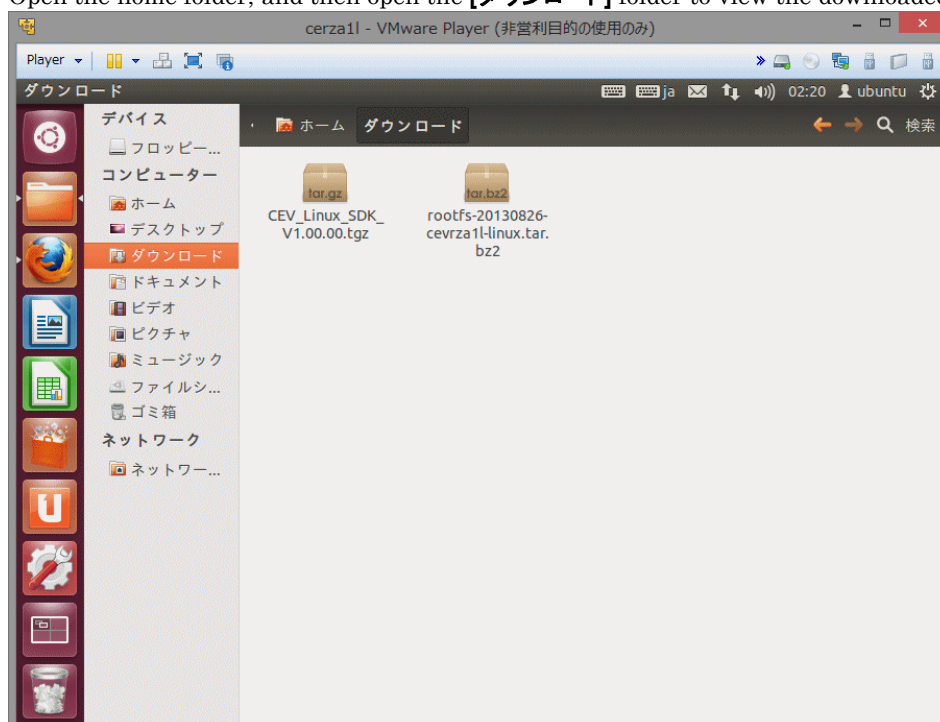 Open the home folder, and then open the [ダウンロード] folder to view the downloaded
cerza1l - VMware Player (非営利目的の使用のみ)
Player
ダウンロード
ja
02:20
ubuntu
デバイス
フロッピー...
コンピューター
ホーム
デスクトップ
ダウンロード
ドキュメント
ビデオ
ピクチャ
ミュージック
ファイルシ...
ゴミ箱
ネットワーク
ネットワー...
ホーム
ダウンロード
検索
tar.gz
CEV_Linux_SDK_
V1.00.00.tgz
tar.bz2
rootfs-20130826-
cevrza1l-linux.tar.
bz2